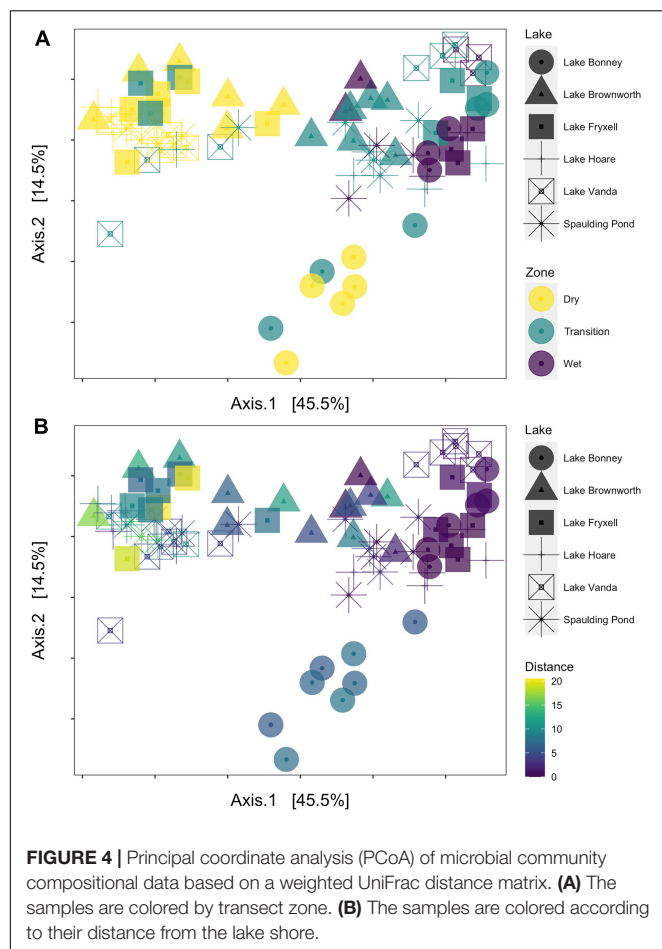 A
Axis.2 [14.5%]
Axis.1 [45.5%]
Lake
Lake Bonney
Lake Brownworth
Lake Fryxell
Lake Hoare
Lake Vanda
Spaulding Pond
Zone
Dry
Transition
Wet
B
Axis.2 [14.5%]
Axis.1 [45.5%]
Lake
Lake Bonney
Lake Brownworth
Lake Fryxell
Lake Hoare
Lake Vanda
Spaulding Pond
Distance
20
15
10
5
0
FIGURE 4 | Principal coordinate analysis (PCoA) of microbial community
compositional data based on a weighted UniFrac distance matrix. (A) The
samples are colored by transect zone. (B) The samples are colored according
to their distance from the lake shore.